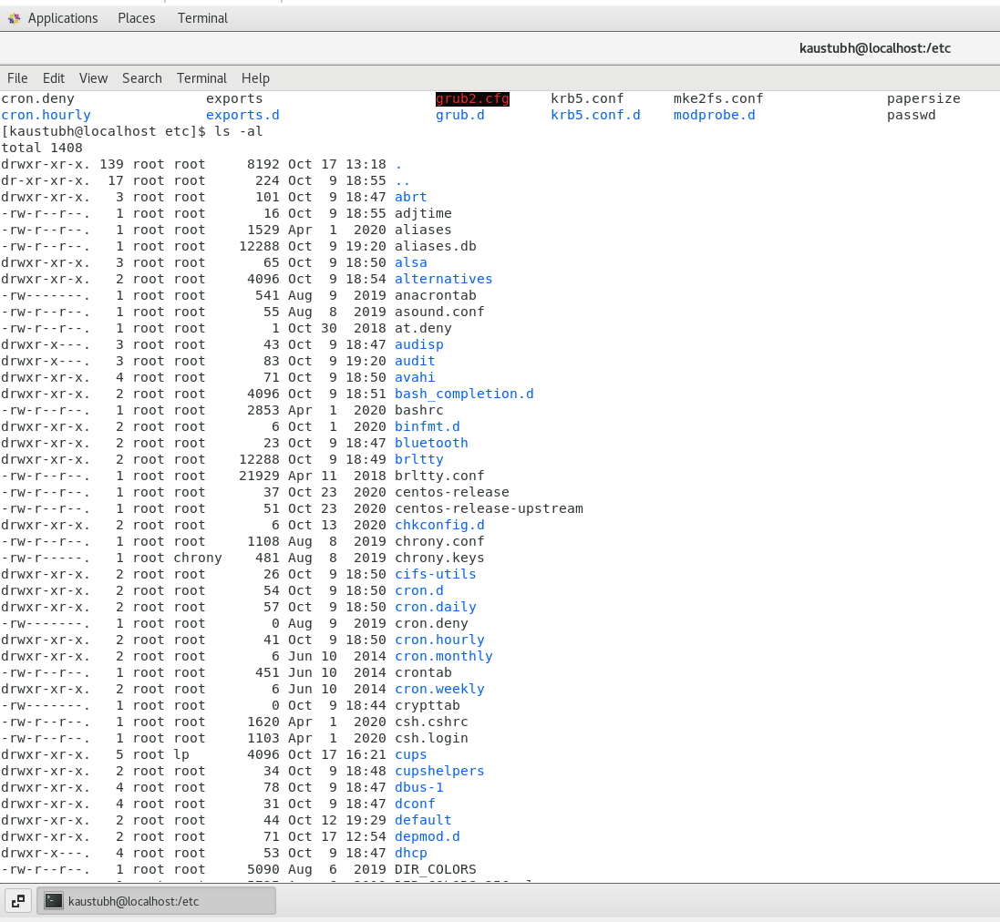 Applications Places Terminal
kaustubh@localhost:/etc
File Edit View Search Terminal Help
cron.deny exports grub2.cfg krb5.conf mke2fs.conf papersize
cron.hourly exports.d grub.d krb5.conf.d modprobe.d passwd
[kaustubh@localhost etc]$ ls -al
total 1408
drwxr-xr-x. 139 root root 8192 Oct 17 13:18 .
dr-xr-xr-x. 17 root root 224 Oct 9 18:55 ..
drwxr-xr-x. 3 root root 101 Oct 9 18:47 abrt
-rw-r--r--. 1 root root 16 Oct 9 18:55 adjtime
-rw-r--r--. 1 root root 1529 Apr 1 2020 aliases
-rw-r--r--. 1 root root 12288 Oct 9 19:20 aliases.db
drwxr-xr-x. 3 root root 65 Oct 9 18:50 alsa
drwxr-xr-x. 2 root root 4096 Oct 9 18:54 alternatives
-rw-------. 1 root root 541 Aug 9 2019 anacrontab
-rw-r--r--. 1 root root 55 Aug 8 2019 asound.conf
-rw-r--r--. 1 root root 1 Oct 30 2018 at.deny
drwxr-x---. 3 root root 43 Oct 9 18:47 audisp
drwxr-x---. 3 root root 83 Oct 9 19:20 audit
drwxr-xr-x. 4 root root 71 Oct 9 18:50 avahi
drwxr-xr-x. 2 root root 4096 Oct 9 18:51 bash_completion.d
-rw-r--r--. 1 root root 2853 Apr 1 2020 bashrc
drwxr-xr-x. 2 root root 6 Oct 1 2020 binfmt.d
drwxr-xr-x. 2 root root 23 Oct 9 18:47 bluetooth
drwxr-xr-x. 2 root root 12288 Oct 9 18:49 brltty
-rw-r--r--. 1 root root 21929 Apr 11 2018 brltty.conf
-rw-r--r--. 1 root root 37 Oct 23 2020 centos-release
-rw-r--r--. 1 root root 51 Oct 23 2020 centos-release-upstream
drwxr-xr-x. 2 root root 6 Oct 13 2020 chkconfig.d
-rw-r--r--. 1 root root 1108 Aug 8 2019 chrony.conf
-rw-r-----. 1 root chrony 481 Aug 8 2019 chrony.keys
drwxr-xr-x. 2 root root 26 Oct 9 18:50 cifs-utils
drwxr-xr-x. 2 root root 54 Oct 9 18:50 cron.d
drwxr-xr-x. 2 root root 57 Oct 9 18:50 cron.daily
-rw-------. 1 root root 0 Aug 9 2019 cron.deny
drwxr-xr-x. 2 root root 41 Oct 9 18:50 cron.hourly
drwxr-xr-x. 2 root root 6 Jun 10 2014 cron.monthly
-rw-r--r--. 1 root root 451 Jun 10 2014 crontab
drwxr-xr-x. 2 root root 6 Jun 10 2014 cron.weekly
-rw-------. 1 root root 0 Oct 9 18:44 crypttab
-rw-r--r--. 1 root root 1620 Apr 1 2020 csh.cshrc
-rw-r--r--. 1 root root 1103 Apr 1 2020 csh.login
drwxr-xr-x. 5 root lp 4096 Oct 17 16:21 cups
drwxr-xr-x. 2 root root 34 Oct 9 18:48 cupshelpers
drwxr-xr-x. 4 root root 78 Oct 9 18:47 dbus-1
drwxr-xr-x. 4 root root 31 Oct 9 18:47 dconf
drwxr-xr-x. 2 root root 44 Oct 12 19:29 default
drwxr-xr-x. 2 root root 71 Oct 17 12:54 depmod.d
drwxr-x---. 4 root root 53 Oct 9 18:47 dhcp
-rw-r--r--. 1 root root 5090 Aug 6 2019 DIR_COLORS
kaustubh@localhost:/etc